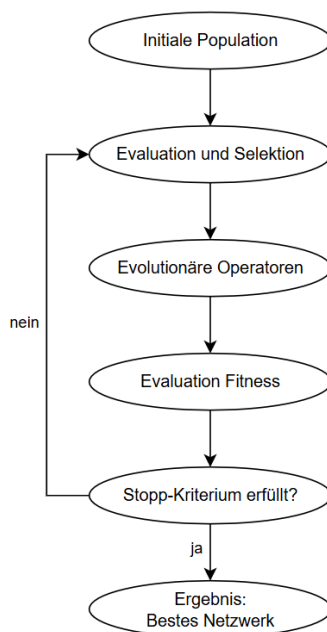 Initiale Population
Evaluation und Selektion
Evolutionäre Operatoren
nein
Evaluation Fitness
Stopp-Kriterium erfüllt?
ja
Ergebnis:
Bestes Netzwerk